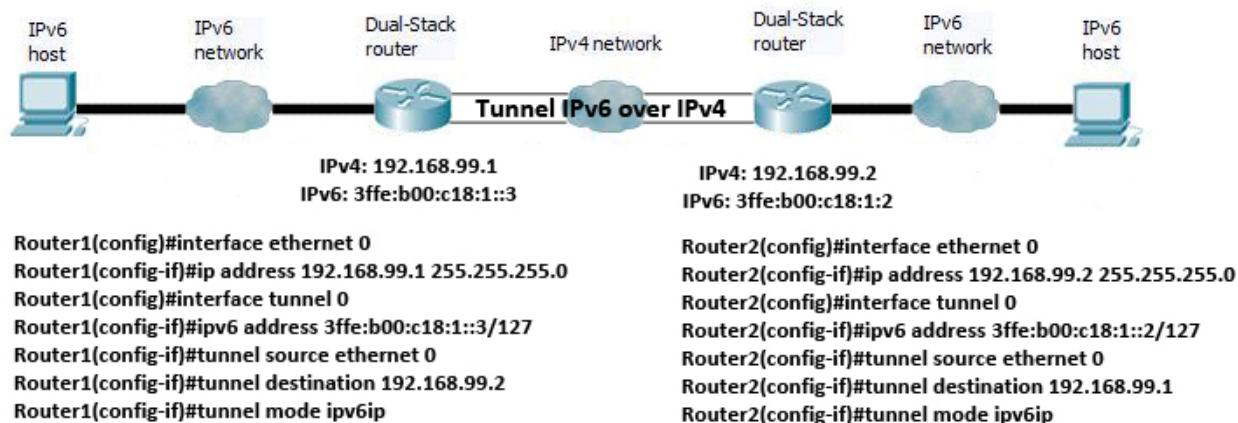 IPv6
host
IPv6
network
Dual-Stack
router
IPv4 network
Dual-Stack
router
IPv6
network
IPv6
host
Tunnel IPv6 over IPv4
IPv4: 192.168.99.1
IPv6: 3ffe:b00:c18:1::3
IPv4: 192.168.99.2
IPv6: 3ffe:b00:c18:1:2
Router1(config)#interface ethernet 0
Router1(config-if)#ip address 192.168.99.1 255.255.255.0
Router1(config)#interface tunnel 0
Router1(config-if)#ipv6 address 3ffe:b00:c18:1::3/127
Router1(config-if)#tunnel source ethernet 0
Router1(config-if)#tunnel destination 192.168.99.2
Router1(config-if)#tunnel mode ipv6ip
Router2(config)#interface ethernet 0
Router2(config-if)#ip address 192.168.99.2 255.255.255.0
Router2(config)#interface tunnel 0
Router2(config-if)#ipv6 address 3ffe:b00:c18:1::2/127
Router2(config-if)#tunnel source ethernet 0
Router2(config-if)#tunnel destination 192.168.99.1
Router2(config-if)#tunnel mode ipv6ip